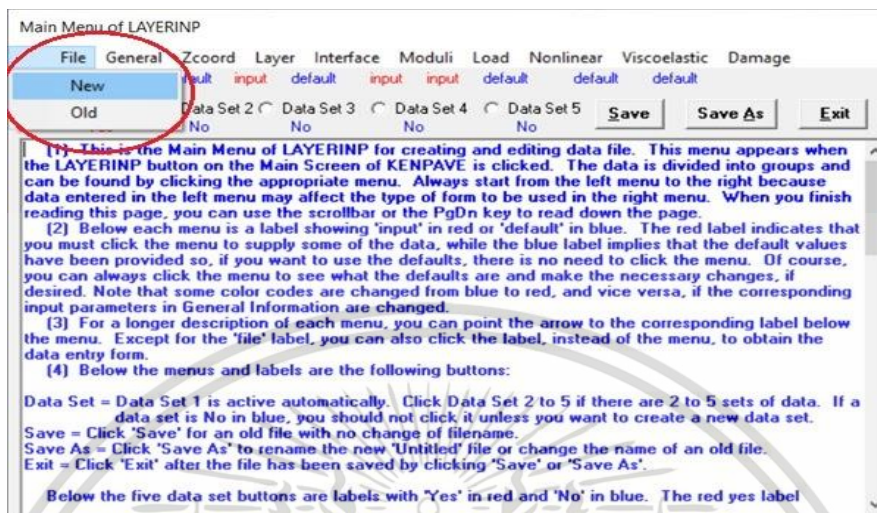 Main Menu of LAYERINP
File General Zcoord Layer Interface Moduli Load Nonlinear Viscoelastic Damage
input default input input default default default
New
Old
Data Set 2 Data Set 3 Data Set 4 Data Set 5 Save Save As Exit
No No No No
(1) This is the Main Menu of LAYERINP for creating and editing data file. This menu appears when
the LAYERINP button on the Main Screen of KENPAVE is clicked. The data is divided into groups and
can be found by clicking the appropriate menu. Always start from the left menu to the right because
data entered in the left menu may affect the type of form to be used in the right menu. When you finish
reading this page, you can use the scrollbar or the PgDn key to read down the page.
(2) Below each menu is a label showing 'input' in red or 'default' in blue. The red label indicates that
you must click the menu to supply some of the data, while the blue label implies that the default values
have been provided so, if you want to use the defaults, there is no need to click the menu. Of course,
you can always click the menu to see what the defaults are and make the necessary changes, if
desired. Note that some color codes are changed from blue to red, and vice versa, if the corresponding
input parameters in General Information are changed.
(3) For a longer description of each menu, you can point the arrow to the corresponding label below
the menu. Except for the 'file' label, you can also click the label, instead of the menu, to obtain the
data entry form.
(4) Below the menus and labels are the following buttons:
Data Set = Data Set 1 is active automatically. Click Data Set 2 to 5 if there are 2 to 5 sets of data. If a
data set is No in blue, you should not click it unless you want to create a new data set.
Save = Click 'Save' for an old file with no change of filename.
Save As = Click 'Save As' to rename the new 'Untitled' file or change the name of an old file.
Exit = Click 'Exit' after the file has been saved by clicking 'Save' or 'Save As'.
Below the five data set buttons are labels with 'Yes' in red and 'No' in blue. The red yes label